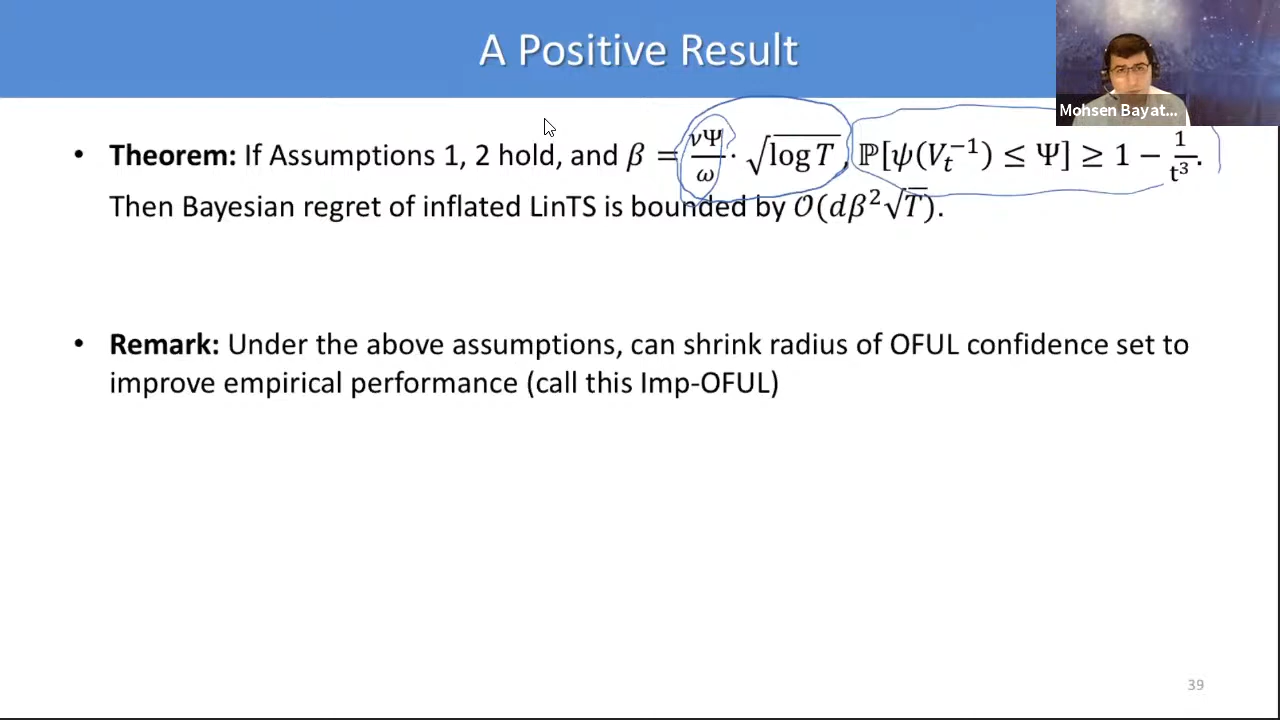 A Positive Result
Mohsen Bayat...
• Theorem: If Assumptions 1, 2 hold, and β = νΨ/ω · √log T, ℙ[ψ(V_t^{-1}) ≤ Ψ] ≥ 1 − 1/t³.
Then Bayesian regret of inflated LinTS is bounded by 𝒪(dβ²√T).
• Remark: Under the above assumptions, can shrink radius of OFUL confidence set to
improve empirical performance (call this Imp-OFUL)
39